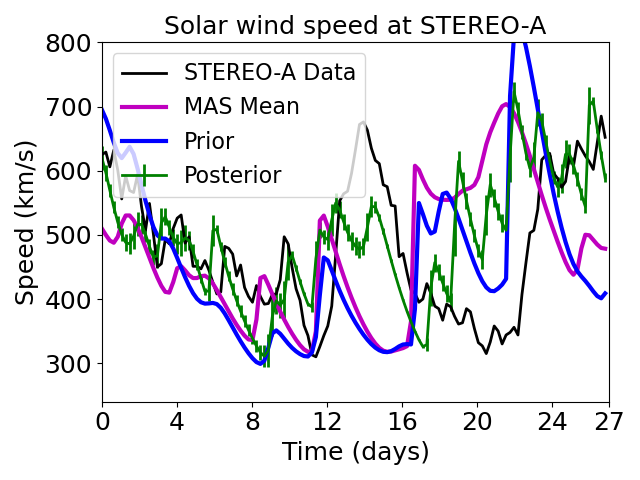 Solar wind speed at STEREO-A
800
700
600
500
400
300
Speed (km/s)
STEREO-A Data
MAS Mean
Prior
Posterior
0 4 8 12 16 20 24 27
Time (days)